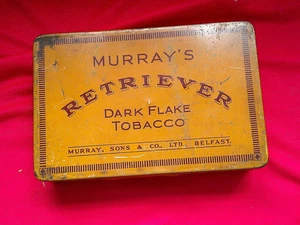 MURRAY'S
RETRIEVER
DARK FLAKE
TOBACCO
MURRAY, SONS & CO., LTD., BELFAST.